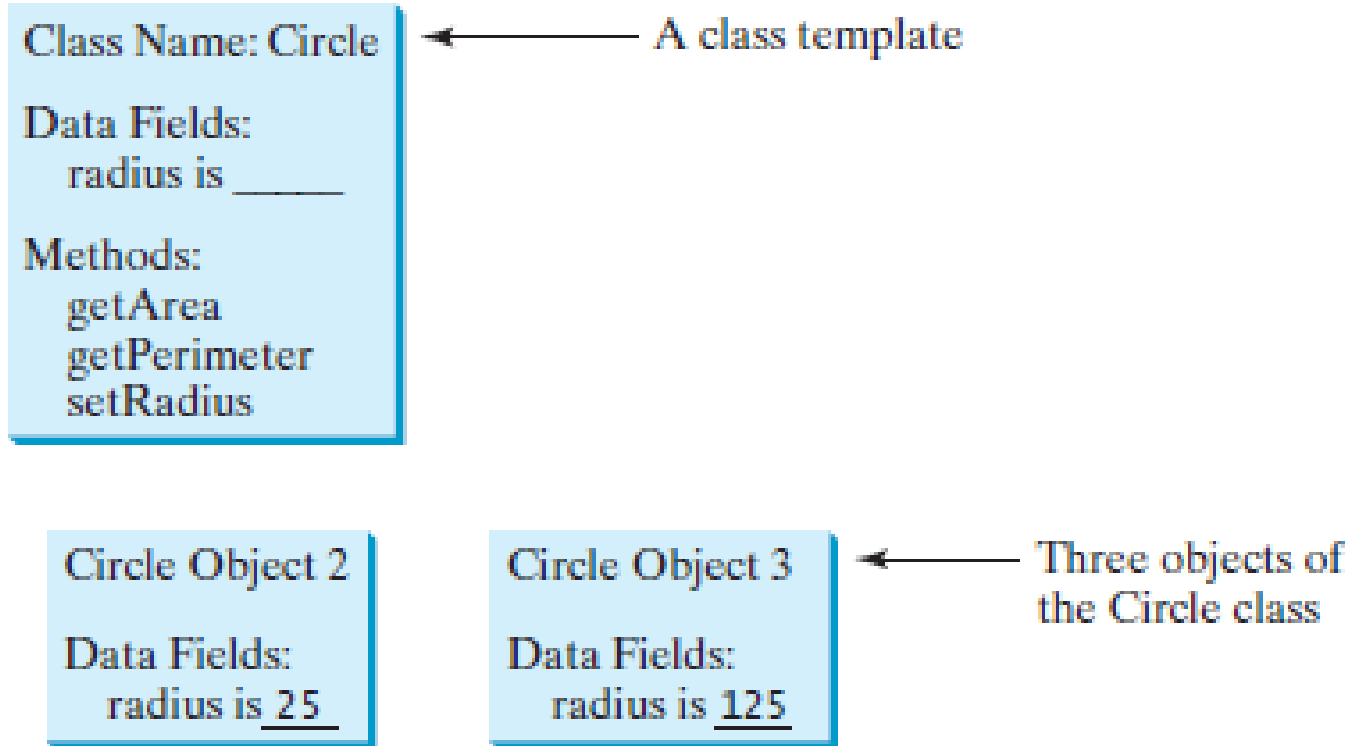 Class Name: Circle
A class template
Data Fields:
radius is _____
Methods:
getArea
getPerimeter
setRadius
Circle Object 2
Data Fields:
radius is 25
Circle Object 3
Data Fields:
radius is 125
Three objects of
the Circle class